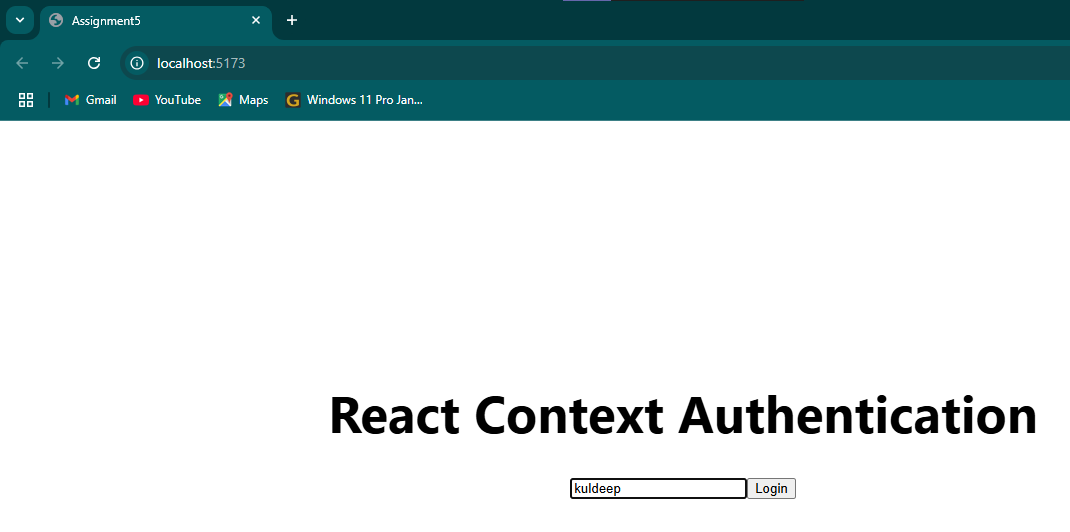 Assignment5
localhost:5173
Gmail YouTube Maps Windows 11 Pro Jan...
React Context Authentication
kuldeep Login